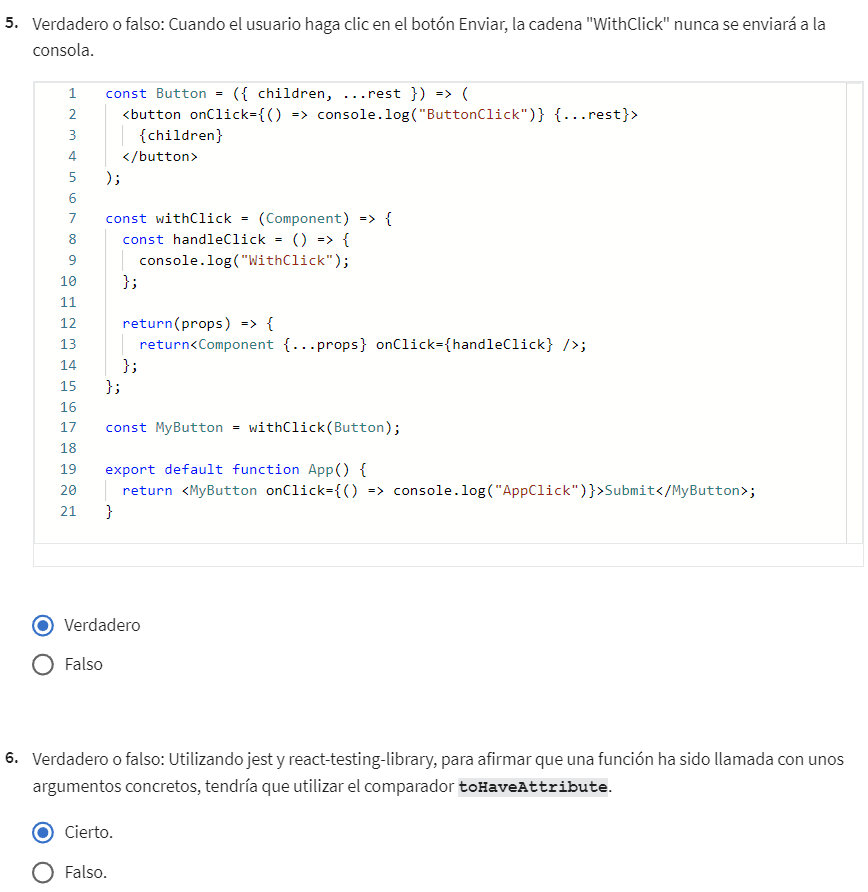 5. Verdadero o falso: Cuando el usuario haga clic en el botón Enviar, la cadena "WithClick" nunca se enviará a la
consola.
1 const Button = ({ children, ...rest }) => (
2 <button onClick={() => console.log("ButtonClick")} {...rest}>
3 {children}
4 </button>
5 );
6
7 const withClick = (Component) => {
8 const handleClick = () => {
9 console.log("WithClick");
10 };
11
12 return(props) => {
13 return<Component {...props} onClick={handleClick} />;
14 };
15 };
16
17 const MyButton = withClick(Button);
18
19 export default function App() {
20 return <MyButton onClick={() => console.log("AppClick")}>Submit</MyButton>;
21 }
Verdadero
Falso
6. Verdadero o falso: Utilizando jest y react-testing-library, para afirmar que una función ha sido llamada con unos
argumentos concretos, tendría que utilizar el comparador toHaveAttribute.
Cierto.
Falso.